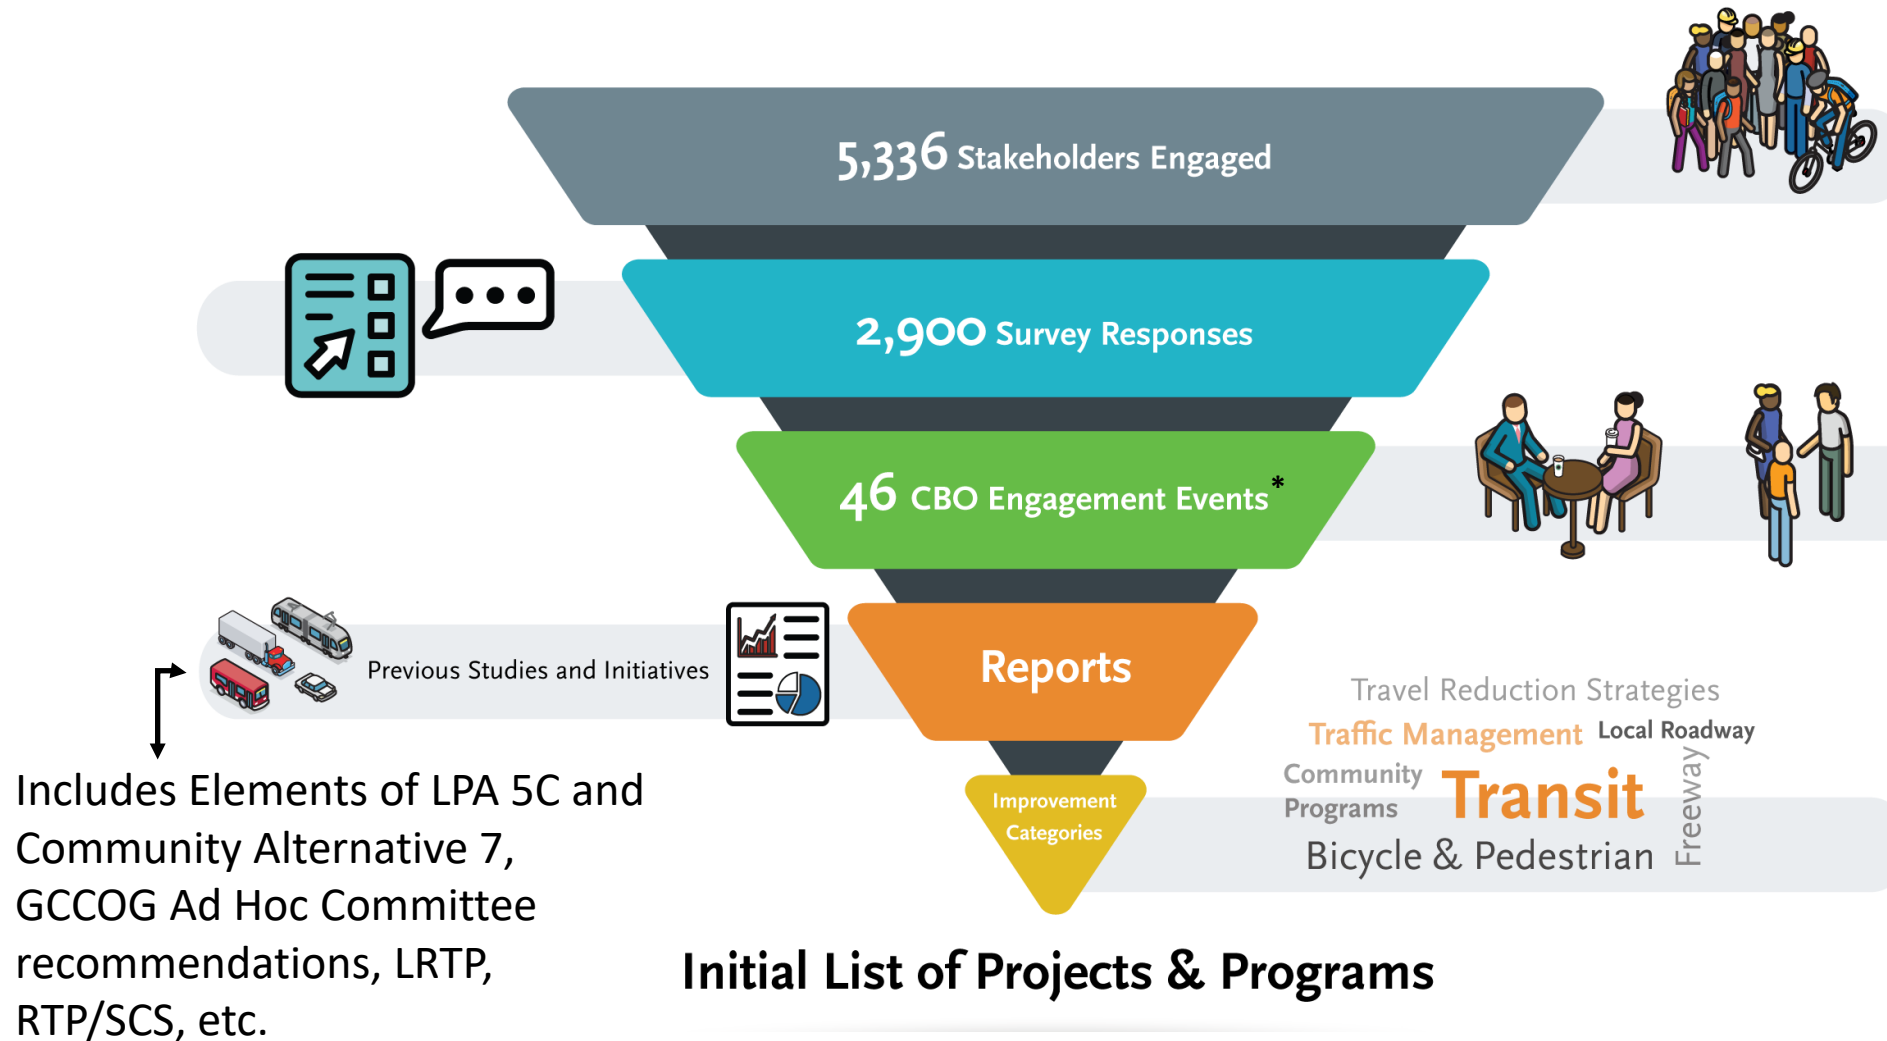 5,336 Stakeholders Engaged
2,900 Survey Responses
46 CBO Engagement Events*
Previous Studies and Initiatives
Reports
Includes Elements of LPA 5C and
Community Alternative 7,
GCCOG Ad Hoc Committee
recommendations, LRTP,
RTP/SCS, etc.
Improvement
Categories
Travel Reduction Strategies
Traffic Management
Local Roadway
Community
Programs
Transit
Freeway
Bicycle & Pedestrian
Initial List of Projects & Programs